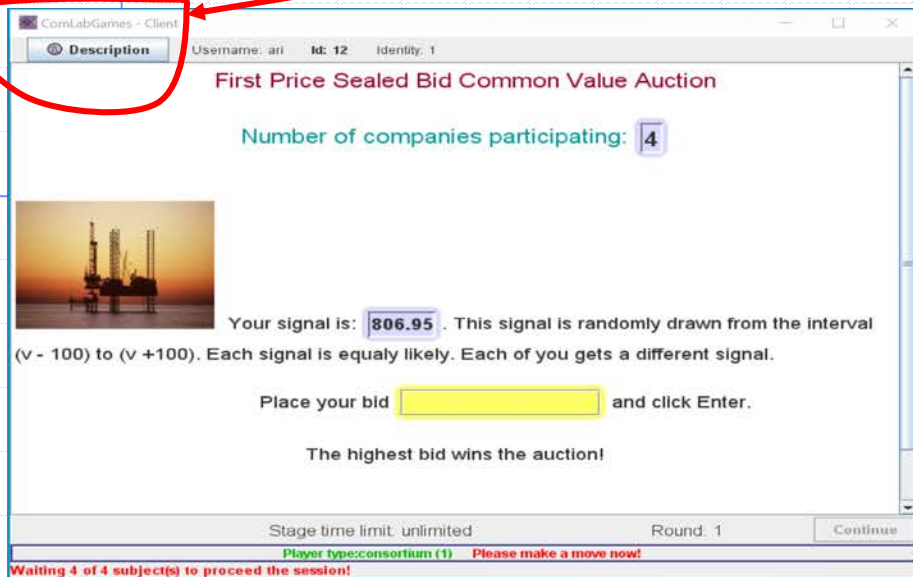 ComLabGames - Client
Description Username: ari Id: 12 Identity: 1
First Price Sealed Bid Common Value Auction
Number of companies participating: 4
Your signal is: 806.95 . This signal is randomly drawn from the interval
(v - 100) to (v +100). Each signal is equaly likely. Each of you gets a different signal.
Place your bid and click Enter.
The highest bid wins the auction!
Stage time limit: unlimited Round: 1 Continue
Player type:consortium (1) Please make a move now!
Waiting 4 of 4 subject(s) to proceed the session!